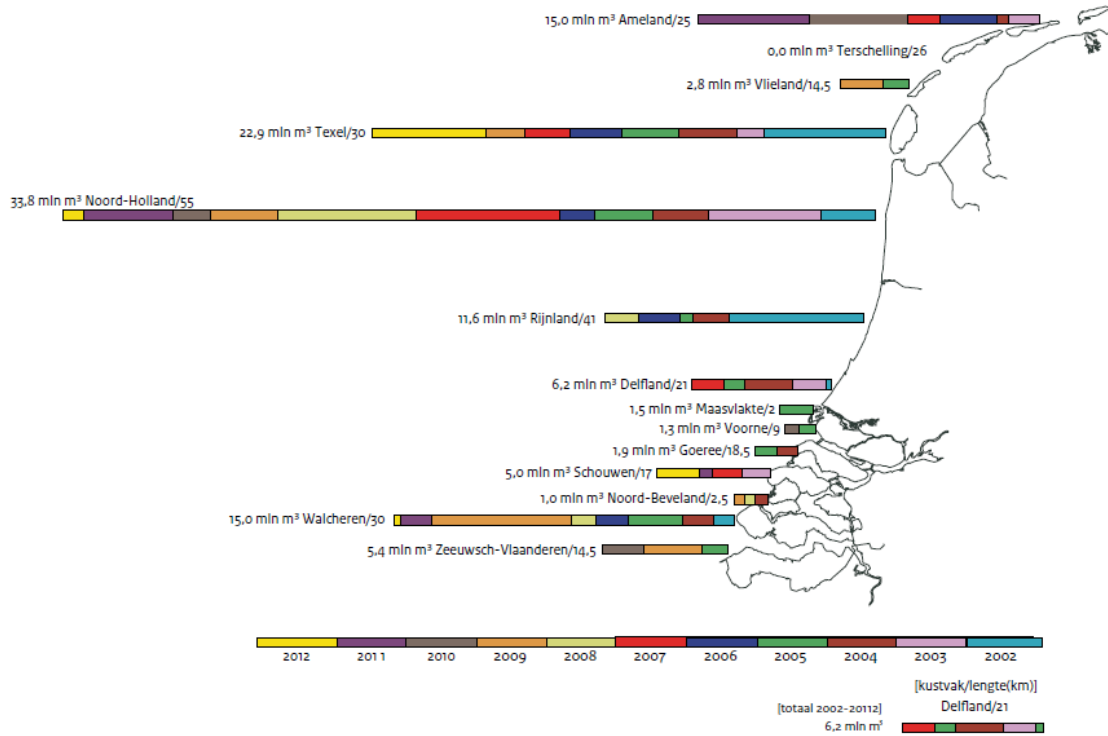 15,0 mln m³ Ameland/25
0,0 mln m³ Terschelling/26
2,8 mln m³ Vlieland/14,5
22,9 mln m³ Texel/30
33,8 mln m³ Noord-Holland/55
11,6 mln m³ Rijnland/41
6,2 mln m³ Delfland/21
1,5 mln m³ Maasvlakte/2
1,3 mln m³ Voorne/9
1,9 mln m³ Goeree/18,5
5,0 mln m³ Schouwen/17
1,0 mln m³ Noord-Beveland/2,5
15,0 mln m³ Walcheren/30
5,4 mln m³ Zeeuwsch-Vlaanderen/14,5
2012 2011 2010 2009 2008 2007 2006 2005 2004 2003 2002
[kustvak/lengte(km)]
[totaal 2002-20112] Delfland/21
6,2 mln m³